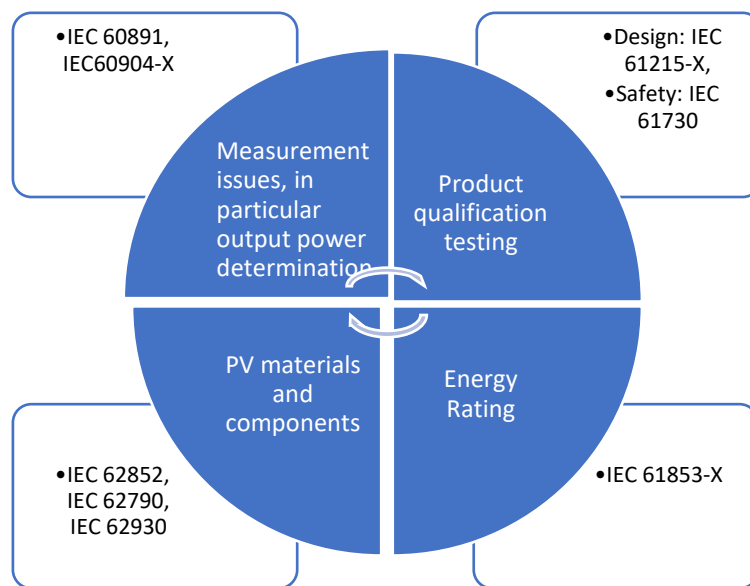 •IEC 60891,
IEC60904-X
•Design: IEC
61215-X,
•Safety: IEC
61730
Measurement
issues, in
particular
output power
determination
Product
qualification
testing
PV materials
and
components
Energy
Rating
•IEC 62852,
IEC 62790,
IEC 62930
•IEC 61853-X